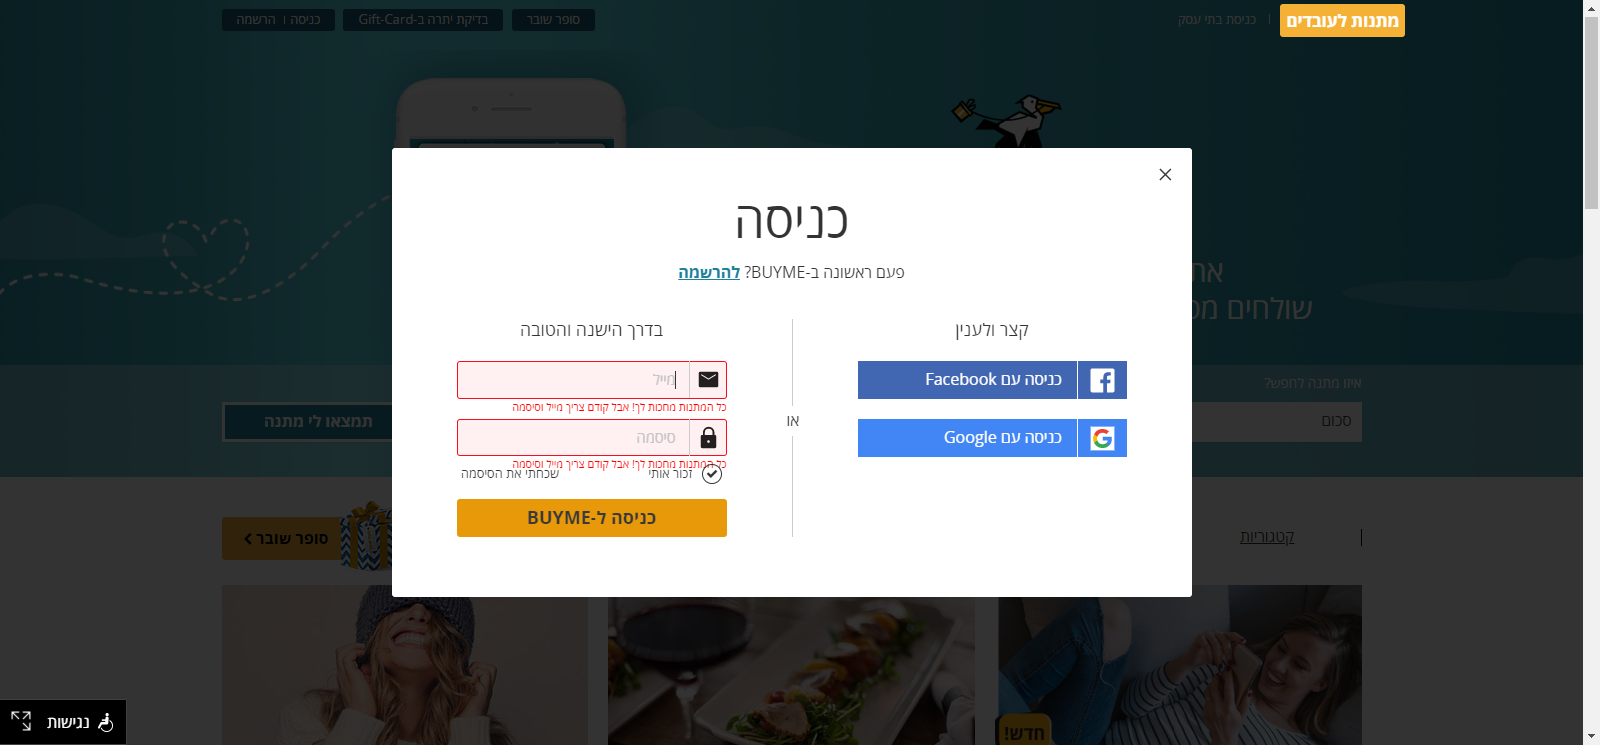 מתנות לעובדים
כניסת בתי עסק
סופר שובר
בדיקת יתרה ב-Gift-Card
כניסה | הרשמה
כניסה
פעם ראשונה ב-BUYME? להרשמה
קצר ולענין
כניסה עם Facebook
כניסה עם Google
או
בדרך הישנה והטובה
מייל
כל המתנות מחכות לך! אבל קודם צריך מייל וסיסמה
סיסמה
כל המתנות מחכות לך! אבל קודם צריך מייל וסיסמה
זכור אותי
שכחתי את הסיסמה
כניסה ל-BUYME
שולחים
איזו מתנה לחפש?
סכום
תמצאו לי מתנה
קטגוריות
סופר שובר
חדש!
נגישות